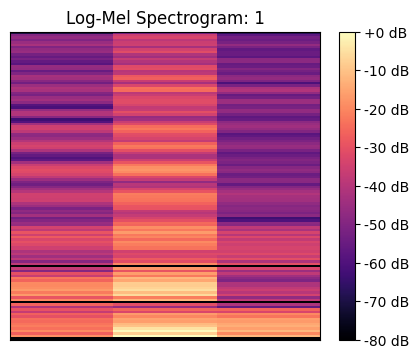 Log-Mel Spectrogram: 1
+0 dB
-10 dB
-20 dB
-30 dB
-40 dB
-50 dB
-60 dB
-70 dB
-80 dB